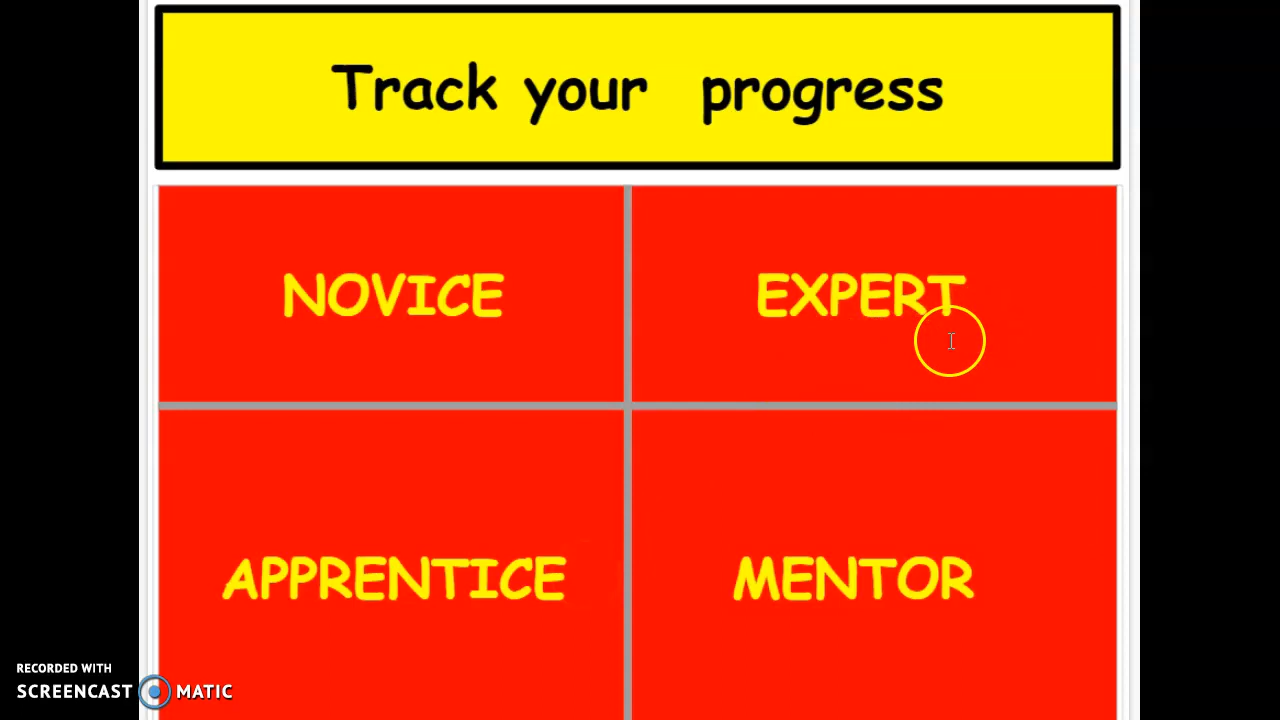 Track your progress
NOVICE
EXPERT
APPRENTICE
MENTOR
RECORDED WITH
SCREENCAST MATIC